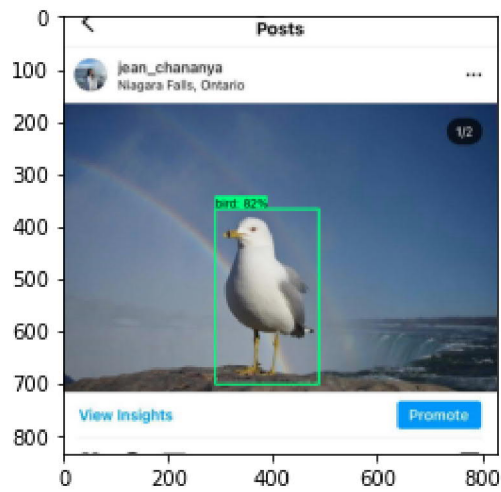 0
100
200
300
400
500
600
700
800
Posts
jean_chananya
Niagara Falls, Ontario
...
1/2
bird: 82%
View Insights
Promote
0
200
400
600
800